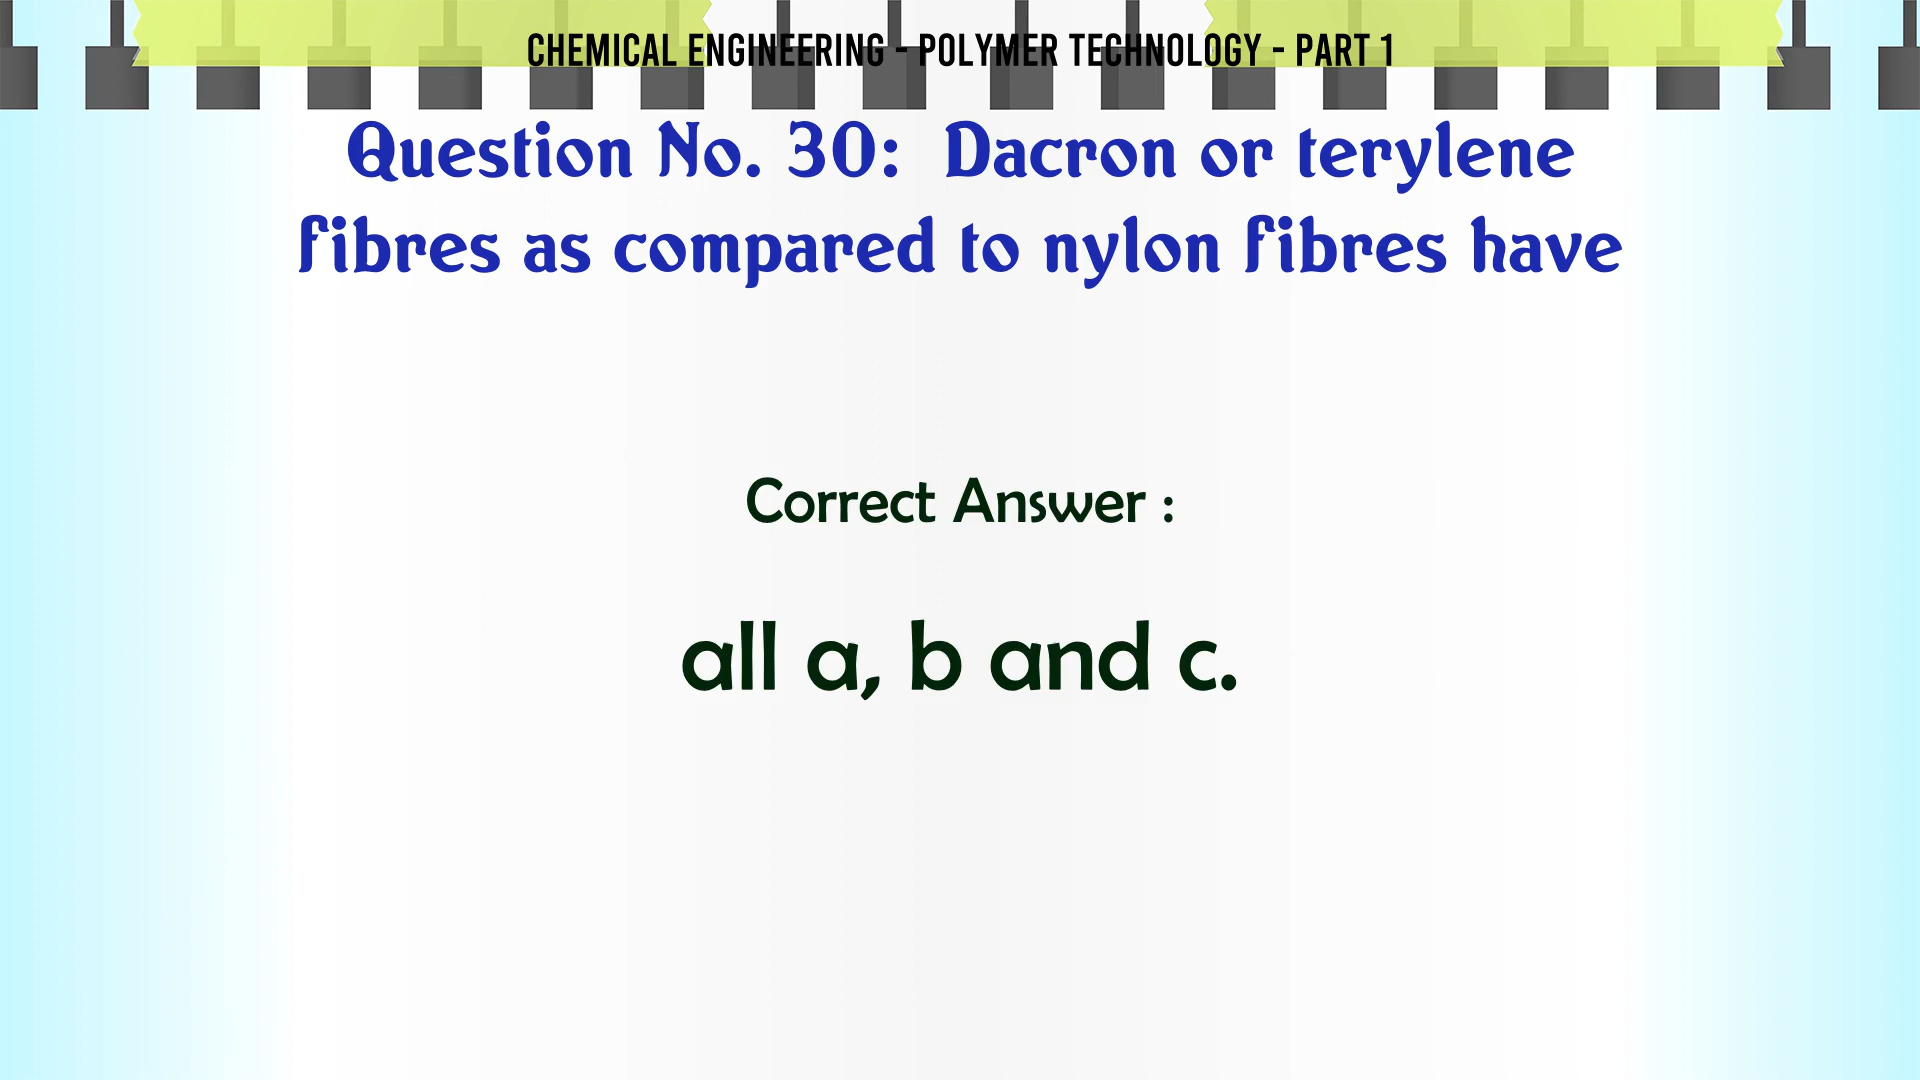 CHEMICAL ENGINEERING - POLYMER TECHNOLOGY - PART 1
Question No. 30: Dacron or terylene
fibres as compared to nylon fibres have
Correct Answer :
all a, b and c.